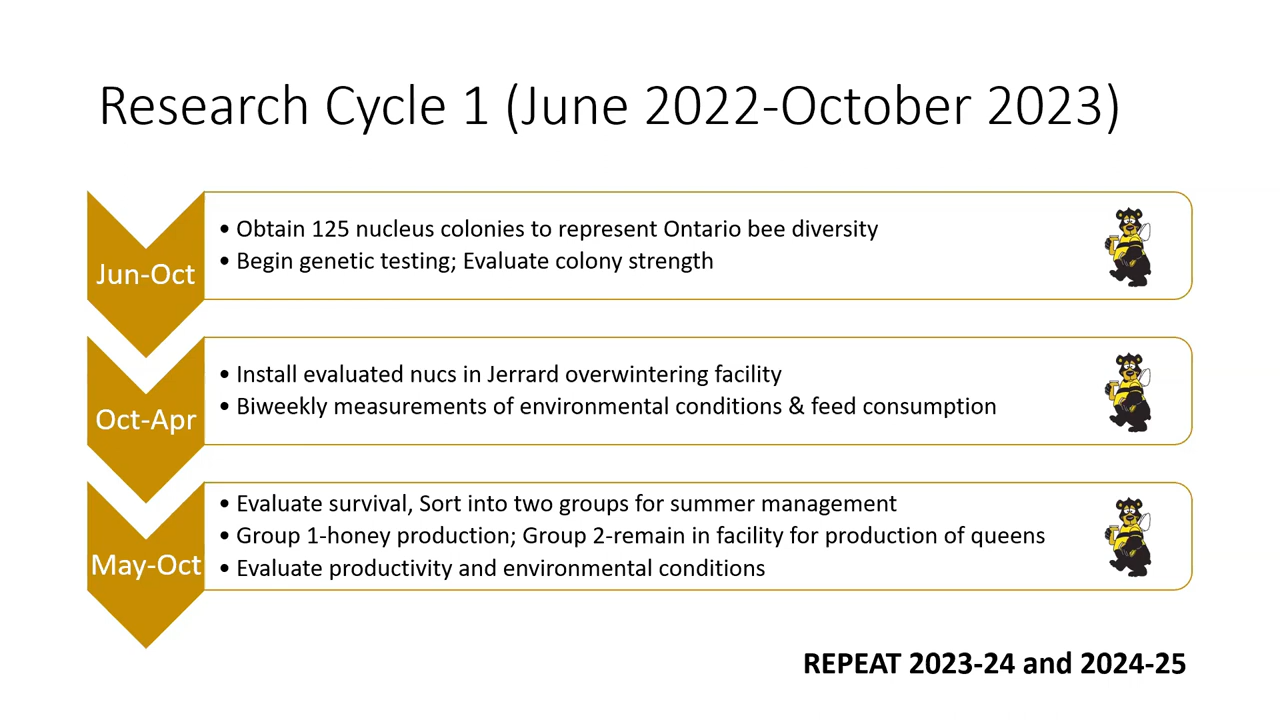 Research Cycle 1 (June 2022-October 2023)
Jun-Oct
• Obtain 125 nucleus colonies to represent Ontario bee diversity
• Begin genetic testing; Evaluate colony strength
Oct-Apr
• Install evaluated nucs in Jerrard overwintering facility
• Biweekly measurements of environmental conditions & feed consumption
May-Oct
• Evaluate survival, Sort into two groups for summer management
• Group 1-honey production; Group 2-remain in facility for production of queens
• Evaluate productivity and environmental conditions
REPEAT 2023-24 and 2024-25